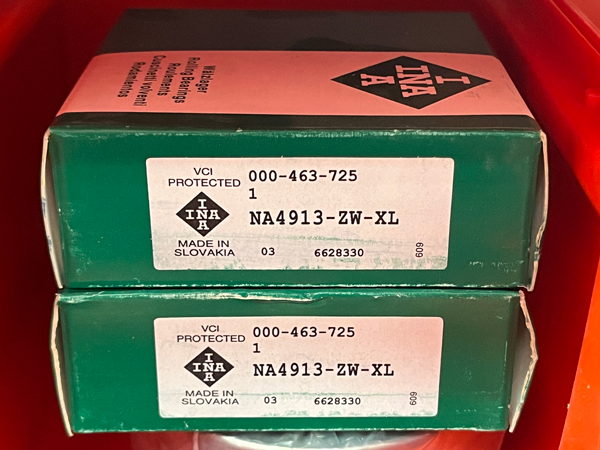 Wälzlager
Rolling Bearings
Roulements
Cuscinetti volventi
Rodamientos
I
INA
A
VCI
PROTECTED
000-463-725
1
I
INA
A
NA4913-ZW-XL
MADE IN
SLOVAKIA
03
6628330
609
VCI
PROTECTED
000-463-725
1
I
INA
A
NA4913-ZW-XL
MADE IN
SLOVAKIA
03
6628330
609